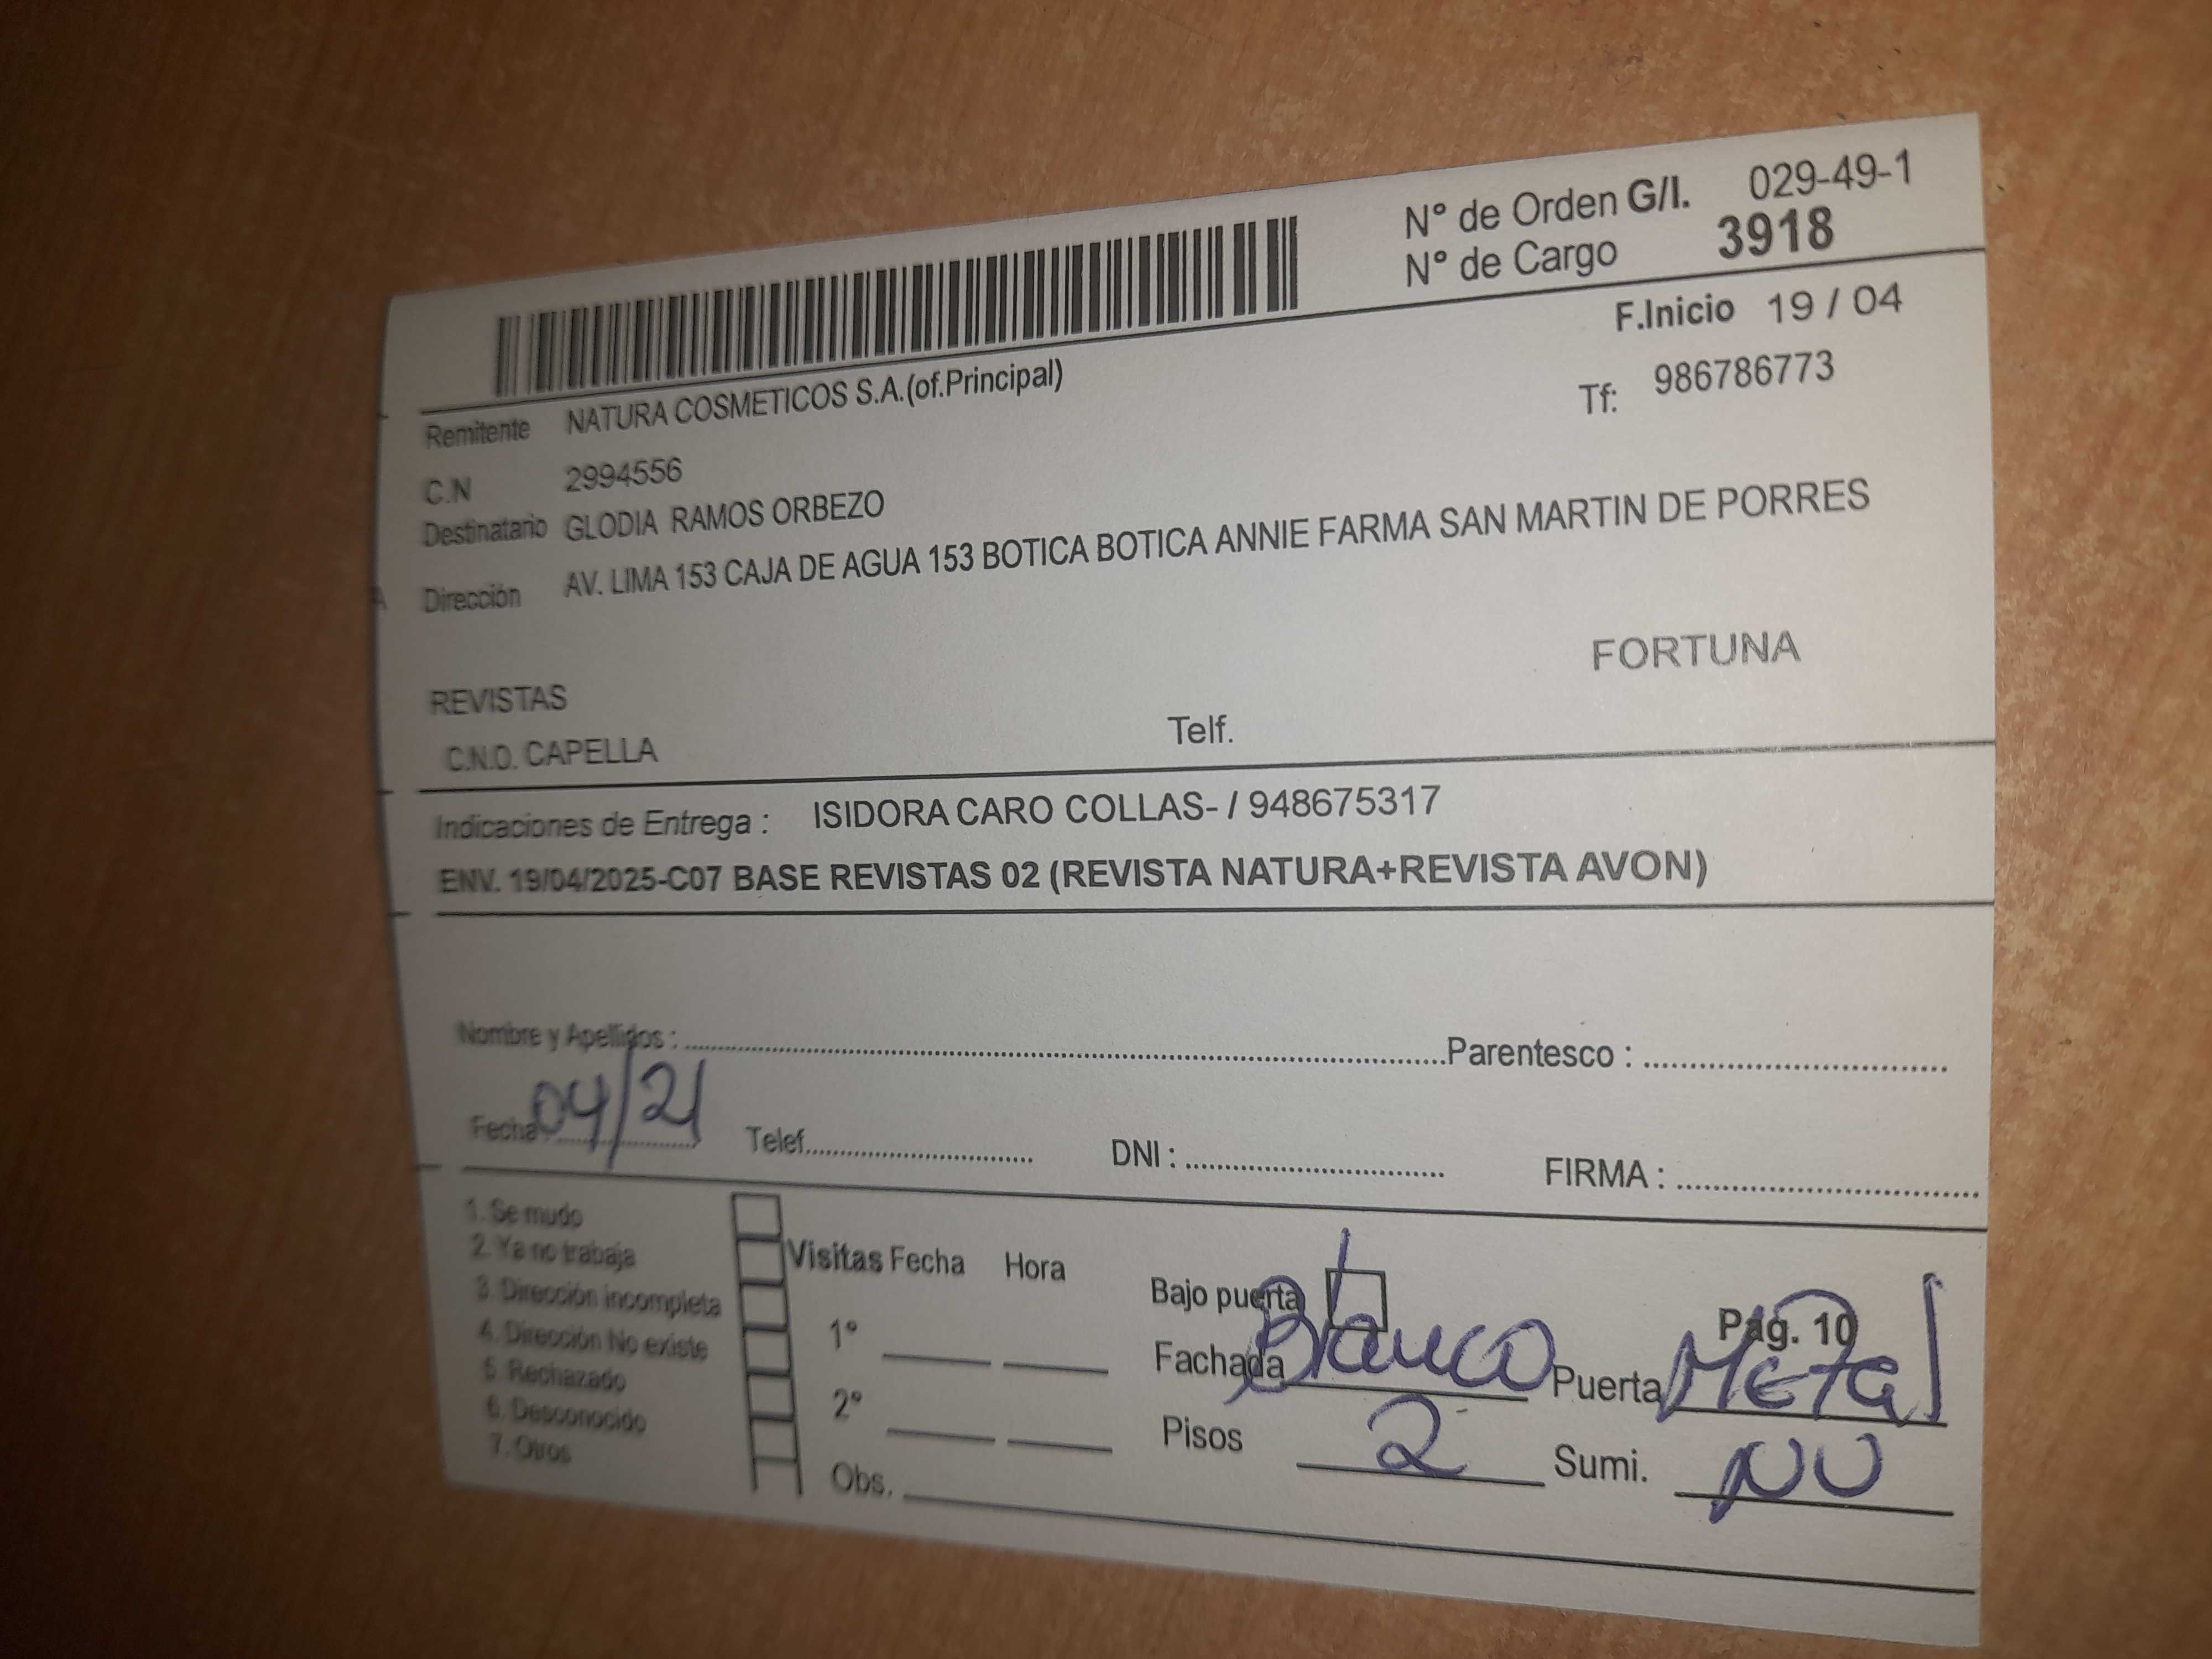 N° de Orden G/I. 029-49-1
N° de Cargo 3918
F.Inicio 19 / 04
Remitente NATURA COSMETICOS S.A.(of.Principal)
Tf: 986786773
C.N 2994556
Destinatario GLODIA RAMOS ORBEZO
Dirección AV. LIMA 153 CAJA DE AGUA 153 BOTICA BOTICA ANNIE FARMA SAN MARTIN DE PORRES
FORTUNA
REVISTAS
C.N.O. CAPELLA Telf.
Indicaciones de Entrega : ISIDORA CARO COLLAS- / 948675317
ENV. 19/04/2025-C07 BASE REVISTAS 02 (REVISTA NATURA+REVISTA AVON)
Nombre y Apellidos : Parentesco :
Fecha : 04/21 Telef. DNI : FIRMA :
1. Se mudo
2. Ya no trabaja
3. Dirección incompleta
4. Dirección No existe
5. Rechazado
6. Desconocido
7. Otros
Visitas Fecha Hora
1°
2°
Obs.
Bajo puerta Pág. 10
Fachada Blanco Puerta Metal
Pisos 2 Sumi. NO